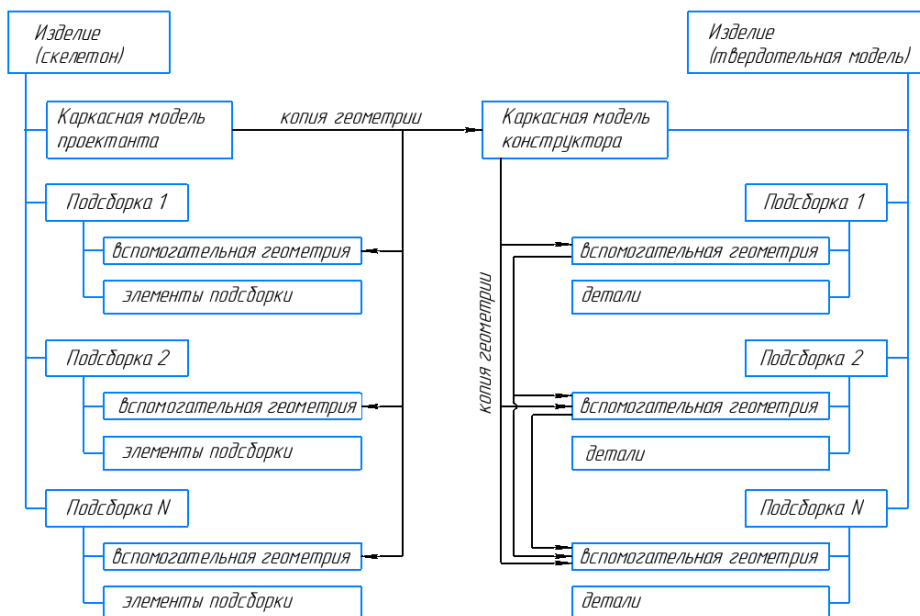 Изделие
(скелетон)
Изделие
(твердотельная модель)
Каркасная модель
проектанта
копия геометрии
Каркасная модель
конструктора
Подсборка 1
вспомогательная геометрия
элементы подсборки
Подсборка 2
вспомогательная геометрия
элементы подсборки
Подсборка N
вспомогательная геометрия
элементы подсборки
копия геометрии
Подсборка 1
вспомогательная геометрия
детали
Подсборка 2
вспомогательная геометрия
детали
Подсборка N
вспомогательная геометрия
детали